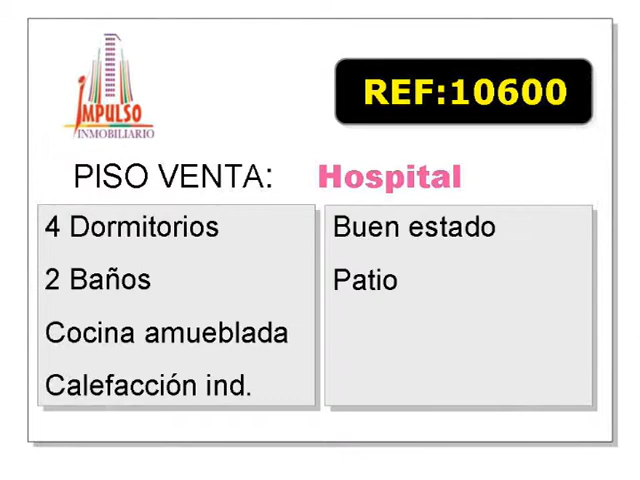 IMPULSO
INMOBILIARIO
REF:10600
PISO VENTA: Hospital
4 Dormitorios
2 Baños
Cocina amueblada
Calefacción ind.
Buen estado
Patio